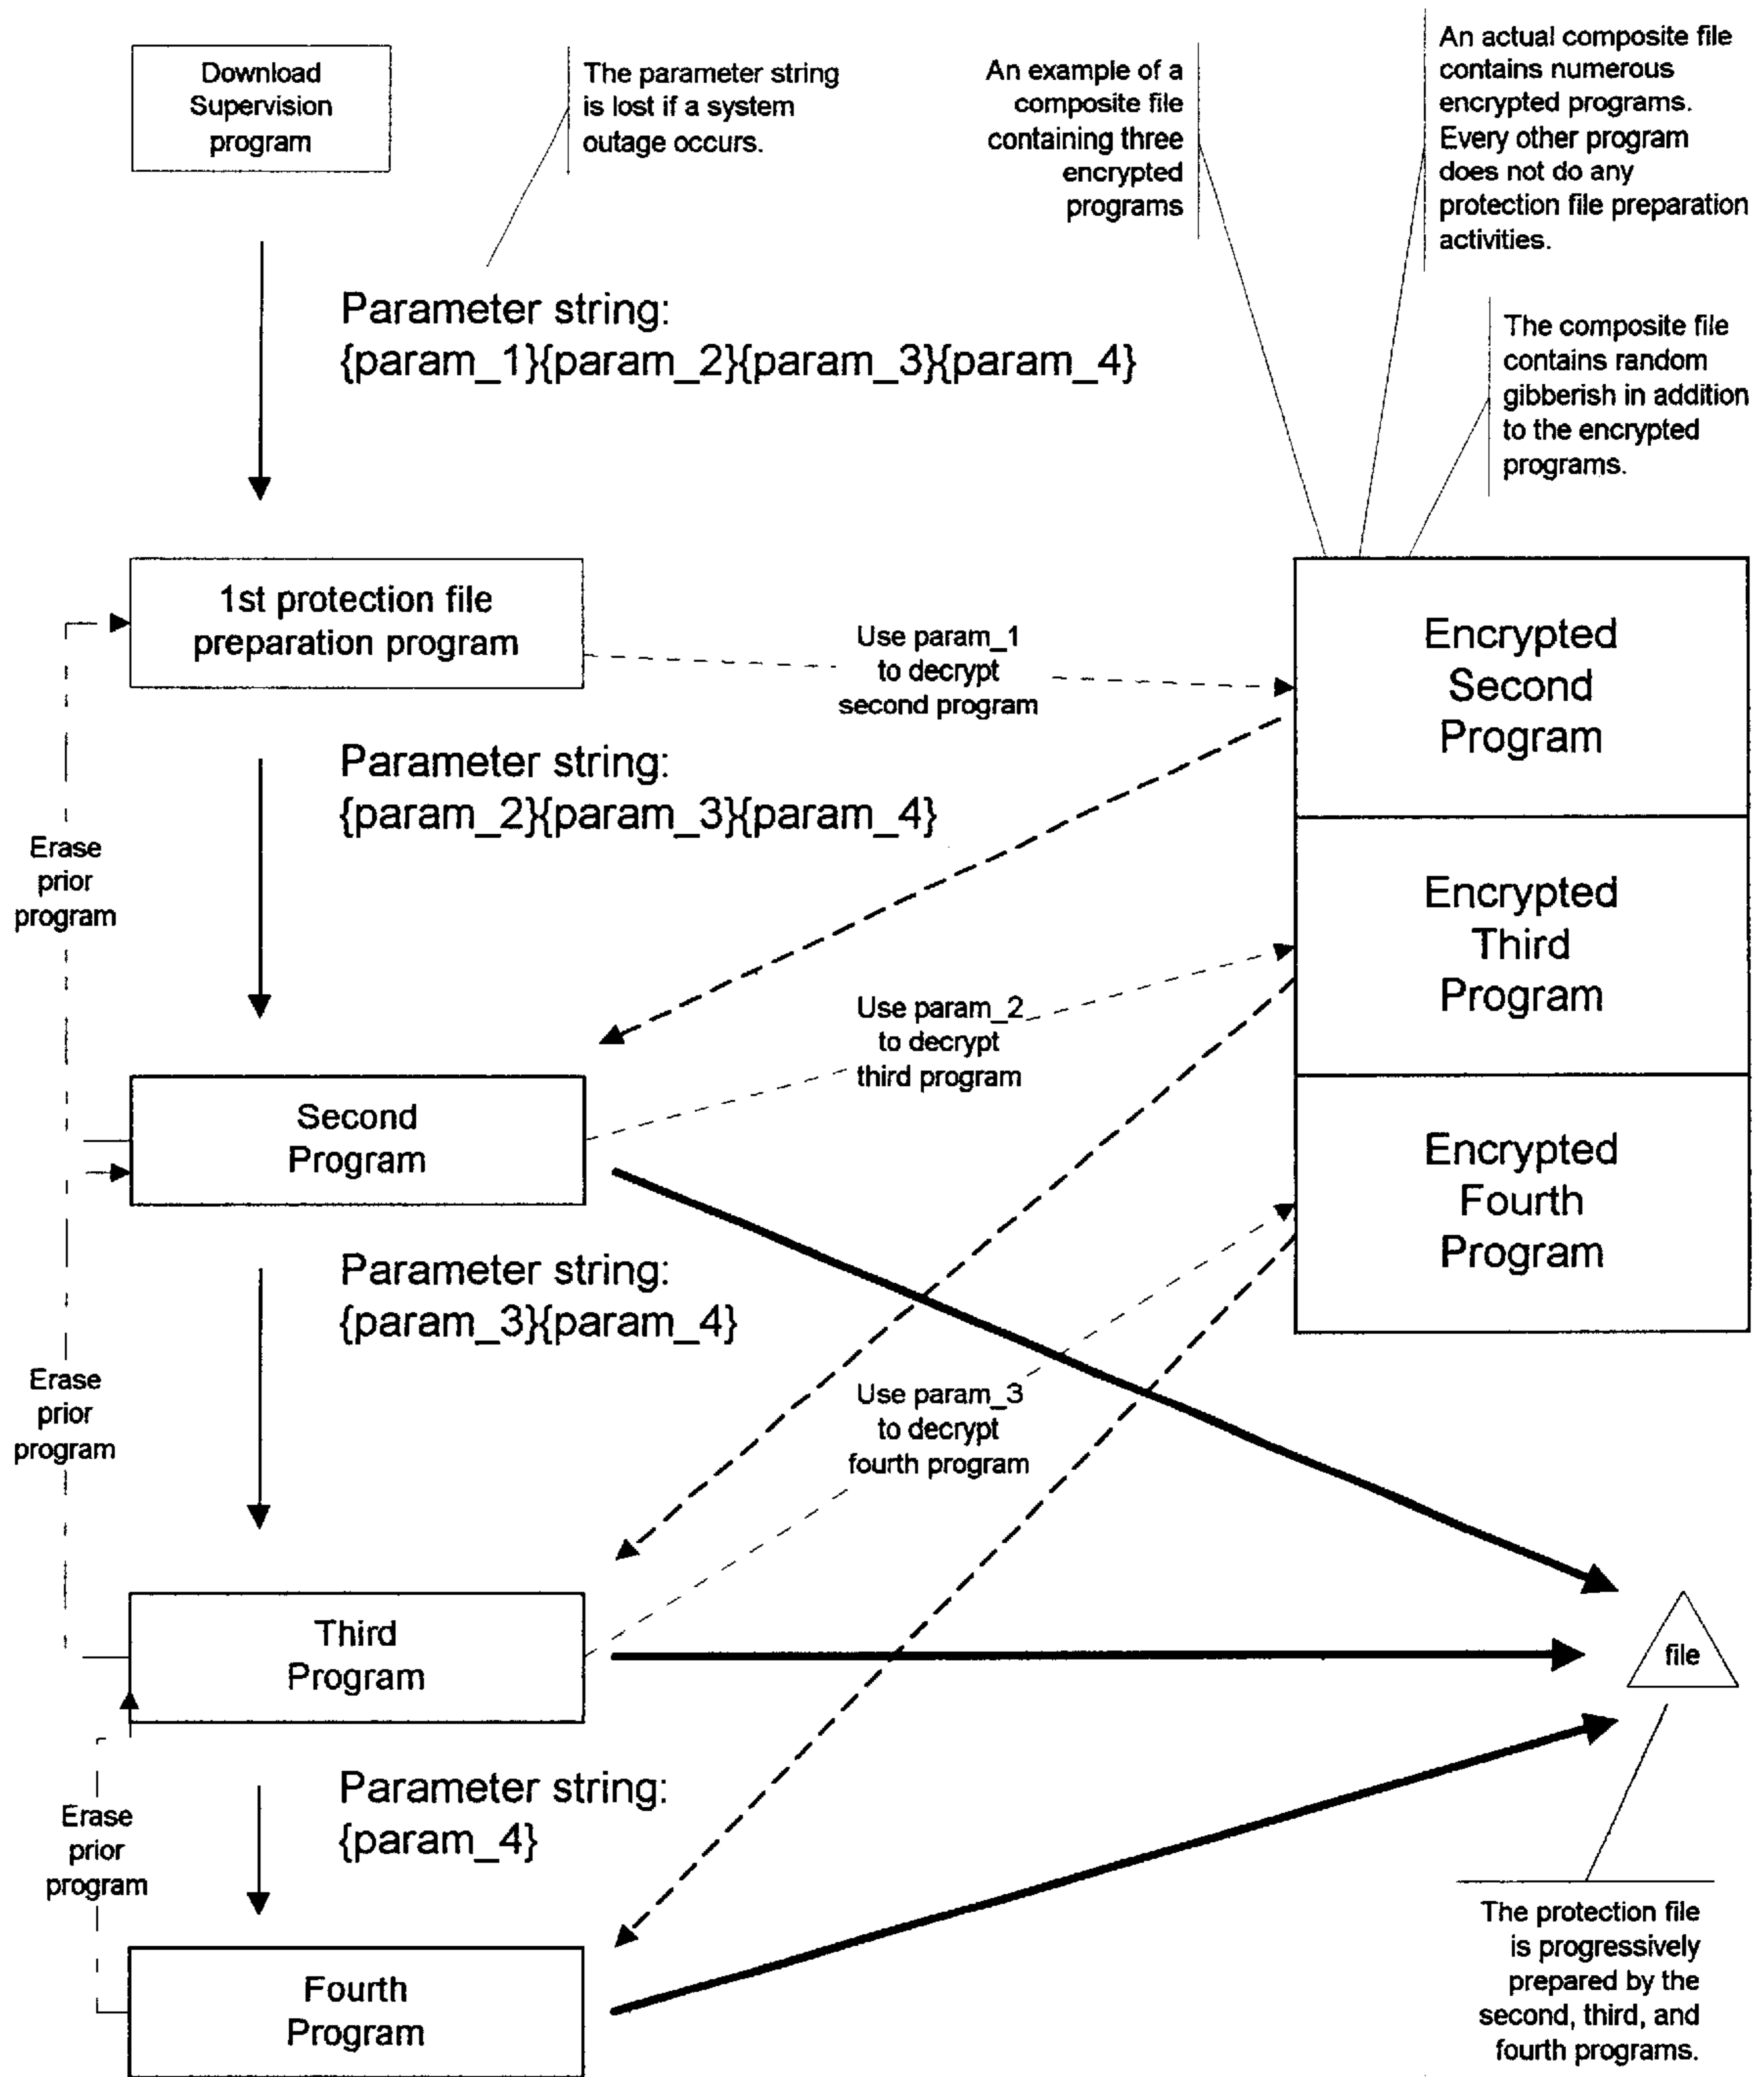 Download
Supervision
program
The parameter string
is lost if a system
outage occurs.
An example of a
composite file
containing three
encrypted
programs
An actual composite file
contains numerous
encrypted programs.
Every other program
does not do any
protection file preparation
activities.
The composite file
contains random
gibberish in addition
to the encrypted
programs.
Parameter string:
{param_1}{param_2}{param_3}{param_4}
1st protection file
preparation program
Use param_1
to decrypt
second program
Encrypted
Second
Program
Parameter string:
{param_2}{param_3}{param_4}
Erase
prior
program
Encrypted
Third
Program
Use param_2
to decrypt
third program
Second
Program
Encrypted
Fourth
Program
Parameter string:
{param_3}{param_4}
Erase
prior
program
Use param_3
to decrypt
fourth program
Third
Program
file
Parameter string:
{param_4}
Erase
prior
program
Fourth
Program
The protection file
is progressively
prepared by the
second, third, and
fourth programs.